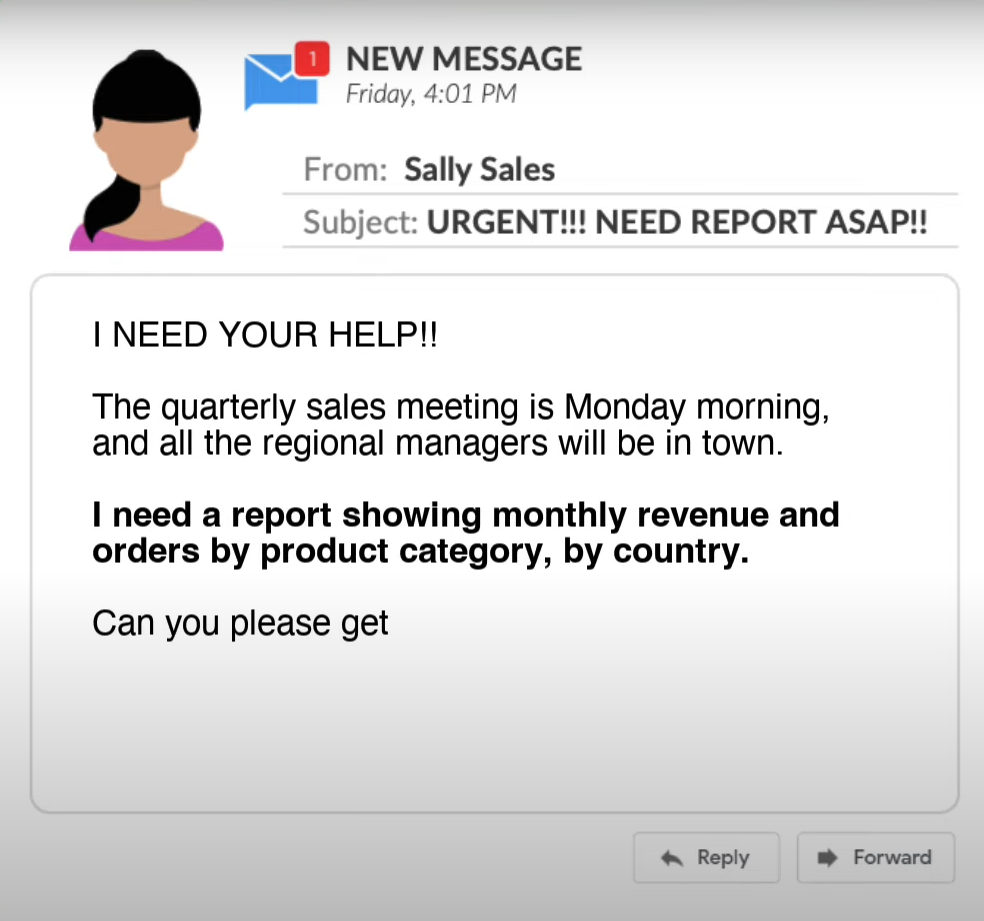 1
NEW MESSAGE
Friday, 4:01 PM
From: Sally Sales
Subject: URGENT!!! NEED REPORT ASAP!!
I NEED YOUR HELP!!
The quarterly sales meeting is Monday morning,
and all the regional managers will be in town.
I need a report showing monthly revenue and
orders by product category, by country.
Can you please get
Reply
Forward